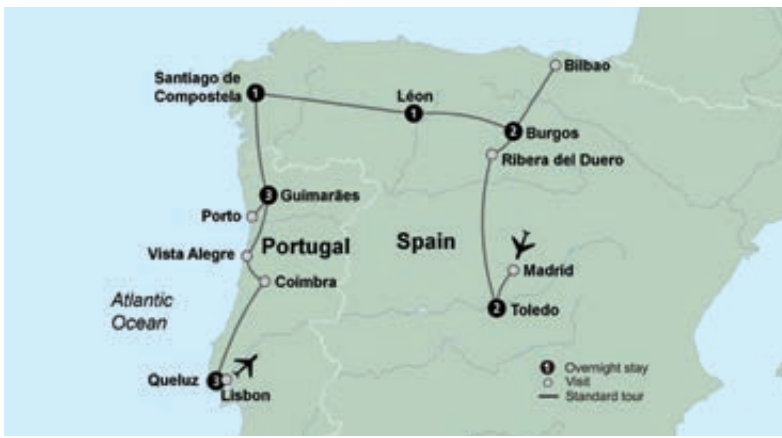 Bilbao
Santiago de
Compostela
1
Léon
1
2
Burgos
Ribera del Duero
3
Guimarães
Porto
Vista Alegre
Portugal
Spain
Madrid
Coimbra
Atlantic
Ocean
2
Toledo
Queluz
3
Lisbon
1 Overnight stay
Visit
Standard tour